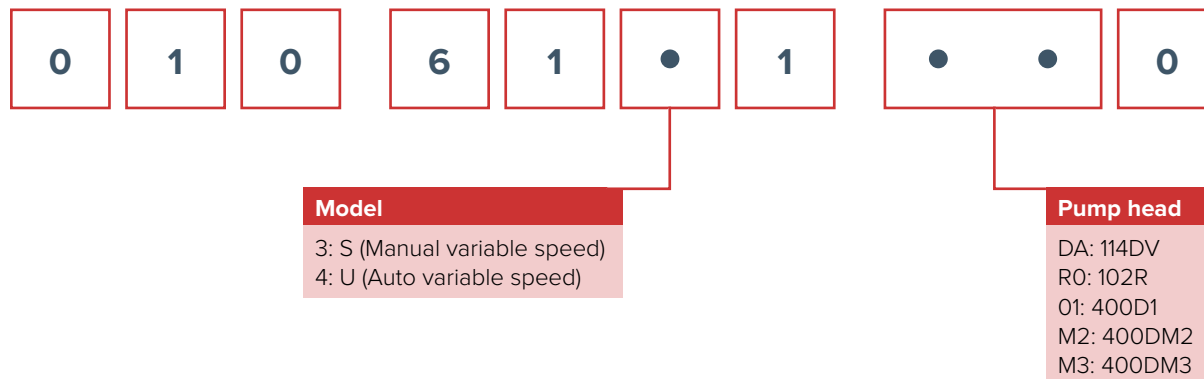 0 1 0 6 1 • 1 • • 0
Model
3: S (Manual variable speed)
4: U (Auto variable speed)
Pump head
DA: 114DV
R0: 102R
01: 400D1
M2: 400DM2
M3: 400DM3